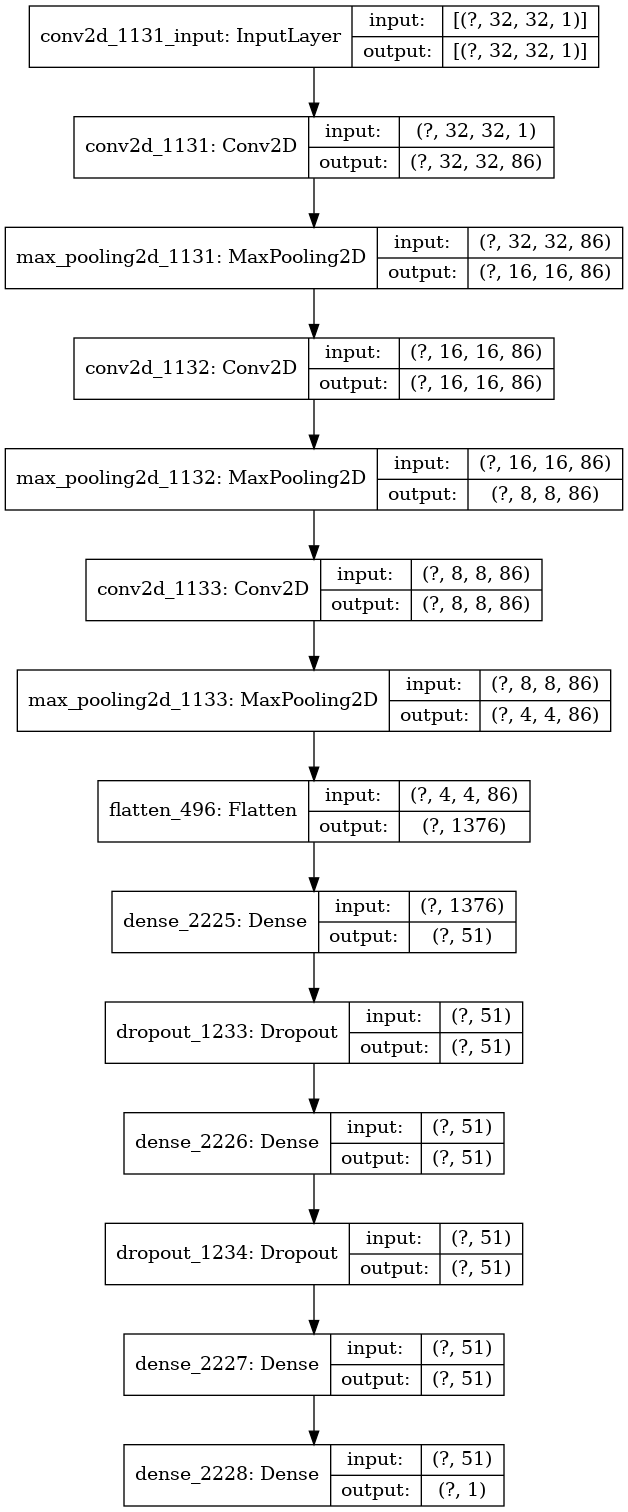 conv2d_1131_input: InputLayer input: [(?, 32, 32, 1)]
output: [(?, 32, 32, 1)]
conv2d_1131: Conv2D input: (?, 32, 32, 1)
output: (?, 32, 32, 86)
max_pooling2d_1131: MaxPooling2D input: (?, 32, 32, 86)
output: (?, 16, 16, 86)
conv2d_1132: Conv2D input: (?, 16, 16, 86)
output: (?, 16, 16, 86)
max_pooling2d_1132: MaxPooling2D input: (?, 16, 16, 86)
output: (?, 8, 8, 86)
conv2d_1133: Conv2D input: (?, 8, 8, 86)
output: (?, 8, 8, 86)
max_pooling2d_1133: MaxPooling2D input: (?, 8, 8, 86)
output: (?, 4, 4, 86)
flatten_496: Flatten input: (?, 4, 4, 86)
output: (?, 1376)
dense_2225: Dense input: (?, 1376)
output: (?, 51)
dropout_1233: Dropout input: (?, 51)
output: (?, 51)
dense_2226: Dense input: (?, 51)
output: (?, 51)
dropout_1234: Dropout input: (?, 51)
output: (?, 51)
dense_2227: Dense input: (?, 51)
output: (?, 51)
dense_2228: Dense input: (?, 51)
output: (?, 1)